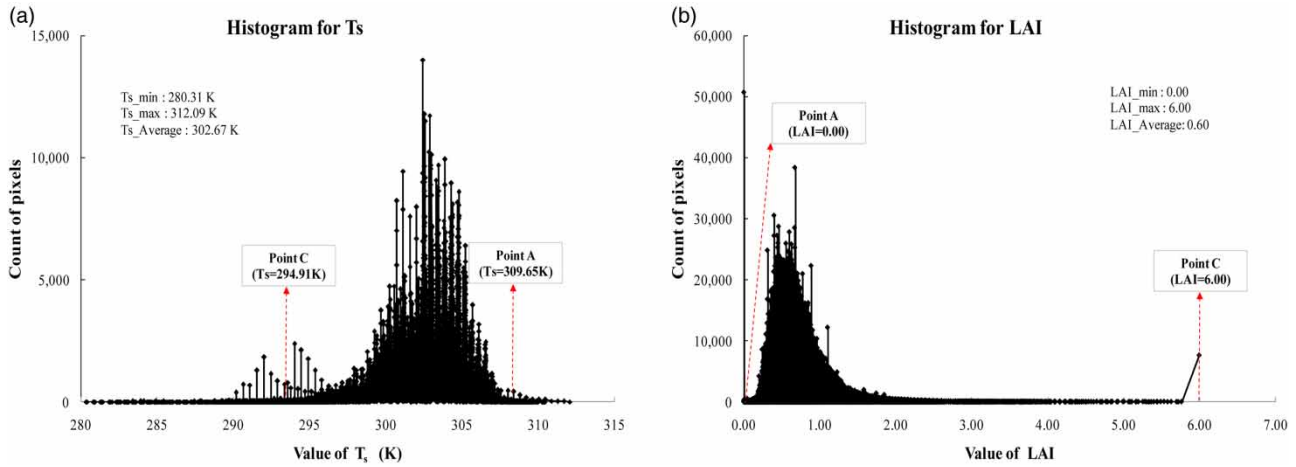 (a)
Histogram for Ts
15,000
10,000
5,000
0
Count of pixels
Ts_min : 280.31 K
Ts_max : 312.09 K
Ts_Average : 302.67 K
Point C
(Ts=294.91K)
Point A
(Ts=309.65K)
280
285
290
295
300
305
310
315
Value of Ts (K)
(b)
Histogram for LAI
60,000
50,000
40,000
30,000
20,000
10,000
0
Count of pixels
LAI_min : 0.00
LAI_max : 6.00
LAI_Average: 0.60
Point A
(LAI=0.00)
Point C
(LAI=6.00)
0.00
1.00
2.00
3.00
4.00
5.00
6.00
7.00
Value of LAI